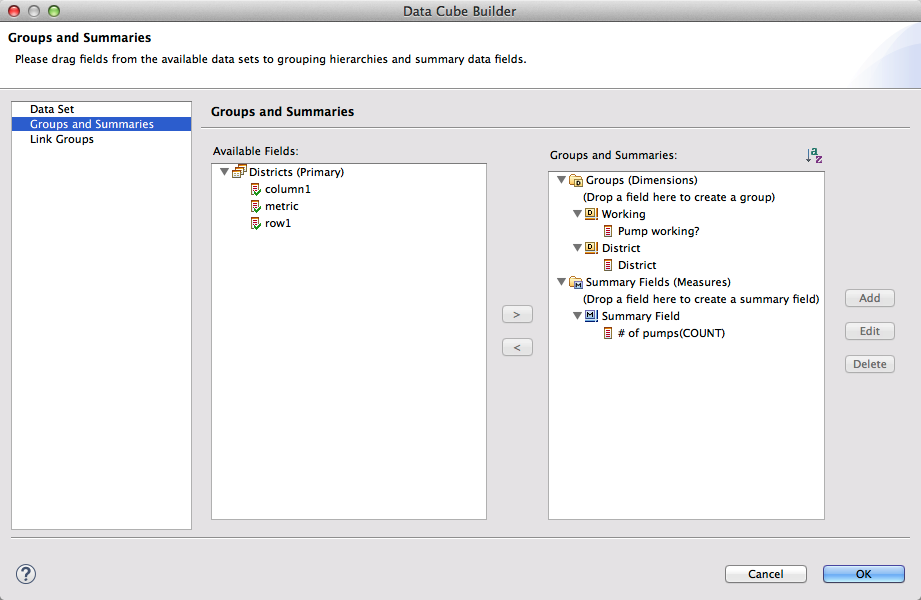 Data Cube Builder
Groups and Summaries
Please drag fields from the available data sets to grouping hierarchies and summary data fields.
Data Set
Groups and Summaries
Link Groups
Groups and Summaries
Available Fields:
Districts (Primary)
column1
metric
row1
>
<
Groups and Summaries:
a
z
Groups (Dimensions)
(Drop a field here to create a group)
Working
Pump working?
District
District
Summary Fields (Measures)
(Drop a field here to create a summary field)
Summary Field
# of pumps(COUNT)
Add
Edit
Delete
?
Cancel
OK